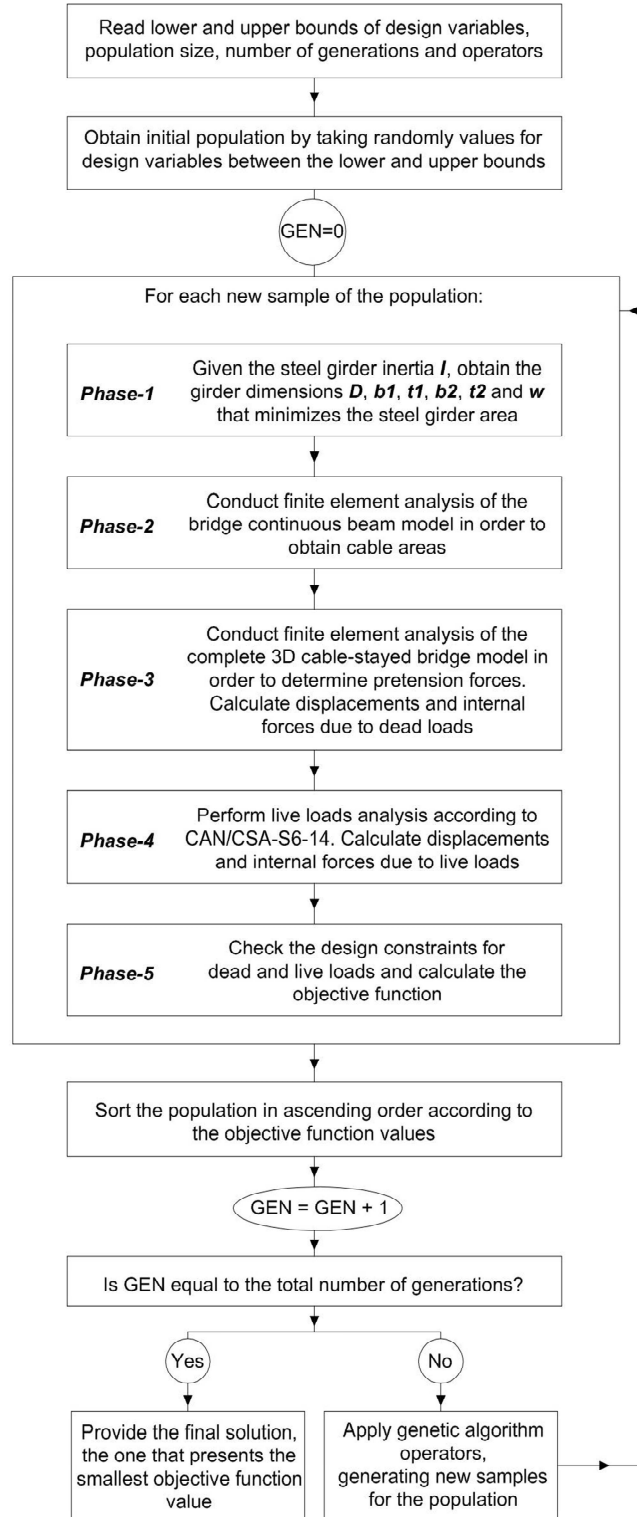 Read lower and upper bounds of design variables,
population size, number of generations and operators
Obtain initial population by taking randomly values for
design variables between the lower and upper bounds
GEN=0
For each new sample of the population:
Phase-1
Given the steel girder inertia I, obtain the
girder dimensions D, b1, t1, b2, t2 and w
that minimizes the steel girder area
Phase-2
Conduct finite element analysis of the
bridge continuous beam model in order to
obtain cable areas
Phase-3
Conduct finite element analysis of the
complete 3D cable-stayed bridge model in
order to determine pretension forces.
Calculate displacements and internal
forces due to dead loads
Phase-4
Perform live loads analysis according to
CAN/CSA-S6-14. Calculate displacements
and internal forces due to live loads
Phase-5
Check the design constraints for
dead and live loads and calculate the
objective function
Sort the population in ascending order according to
the objective function values
GEN = GEN + 1
Is GEN equal to the total number of generations?
Yes
No
Provide the final solution,
the one that presents the
smallest objective function
value
Apply genetic algorithm
operators,
generating new samples
for the population